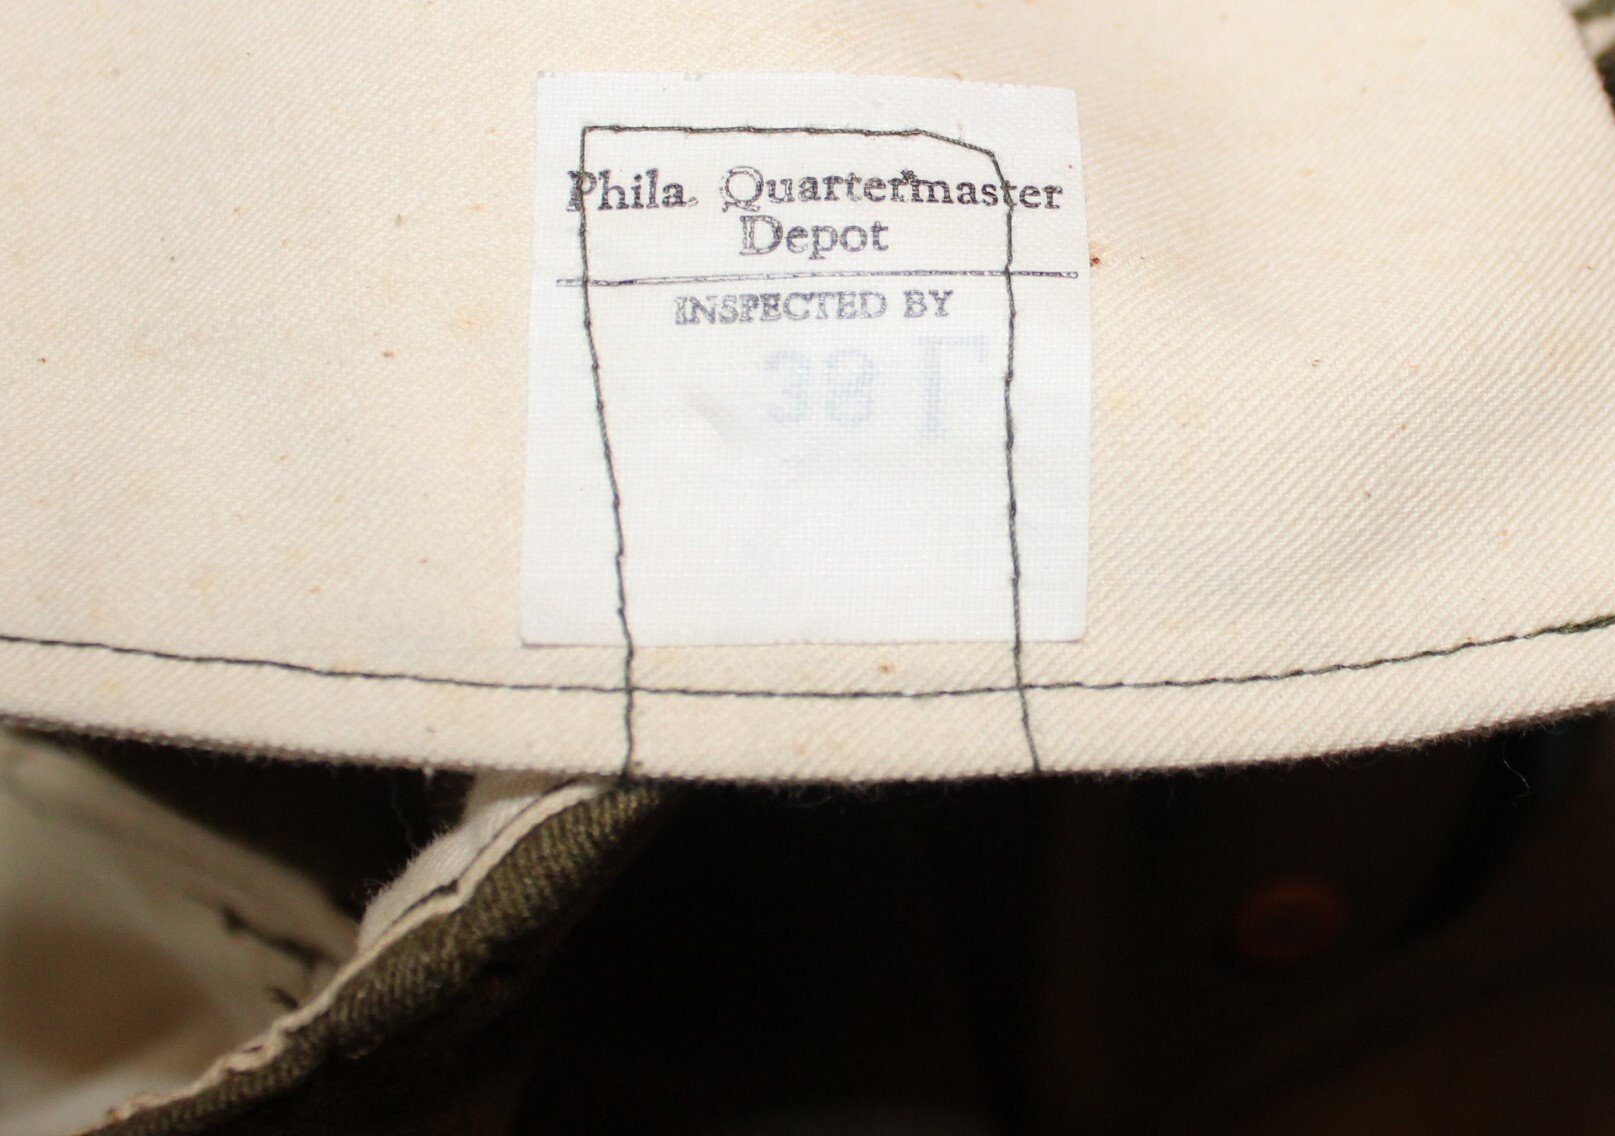 Phila. Quartermaster
Depot
INSPECTED BY
38 T